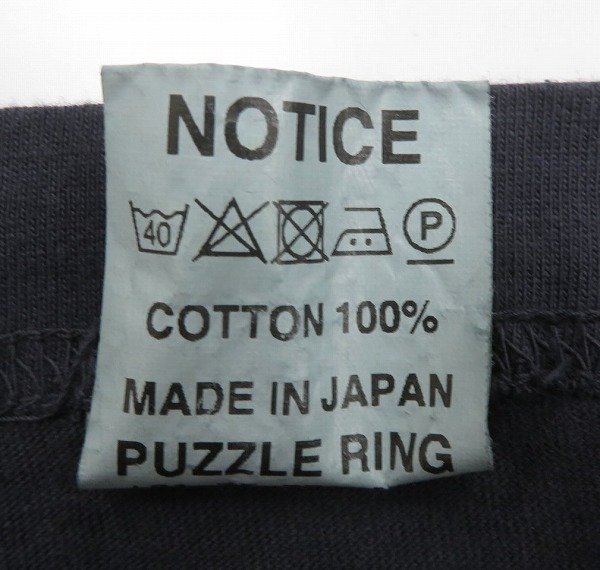 NOTICE
40 P
COTTON 100%
MADE IN JAPAN
PUZZLE RING